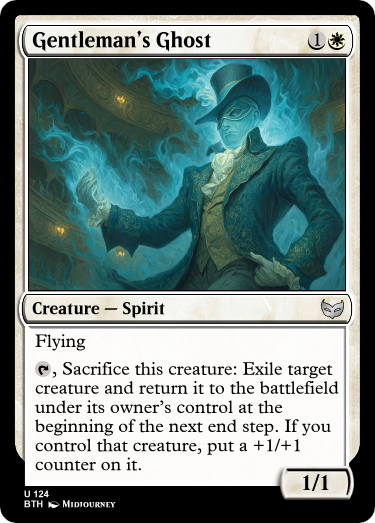 Gentleman's Ghost 1
Creature — Spirit
Flying
, Sacrifice this creature: Exile target
creature and return it to the battlefield
under its owner's control at the
beginning of the next end step. If you
control that creature, put a +1/+1
counter on it.
1/1
U 124
BTH MIDJOURNEY